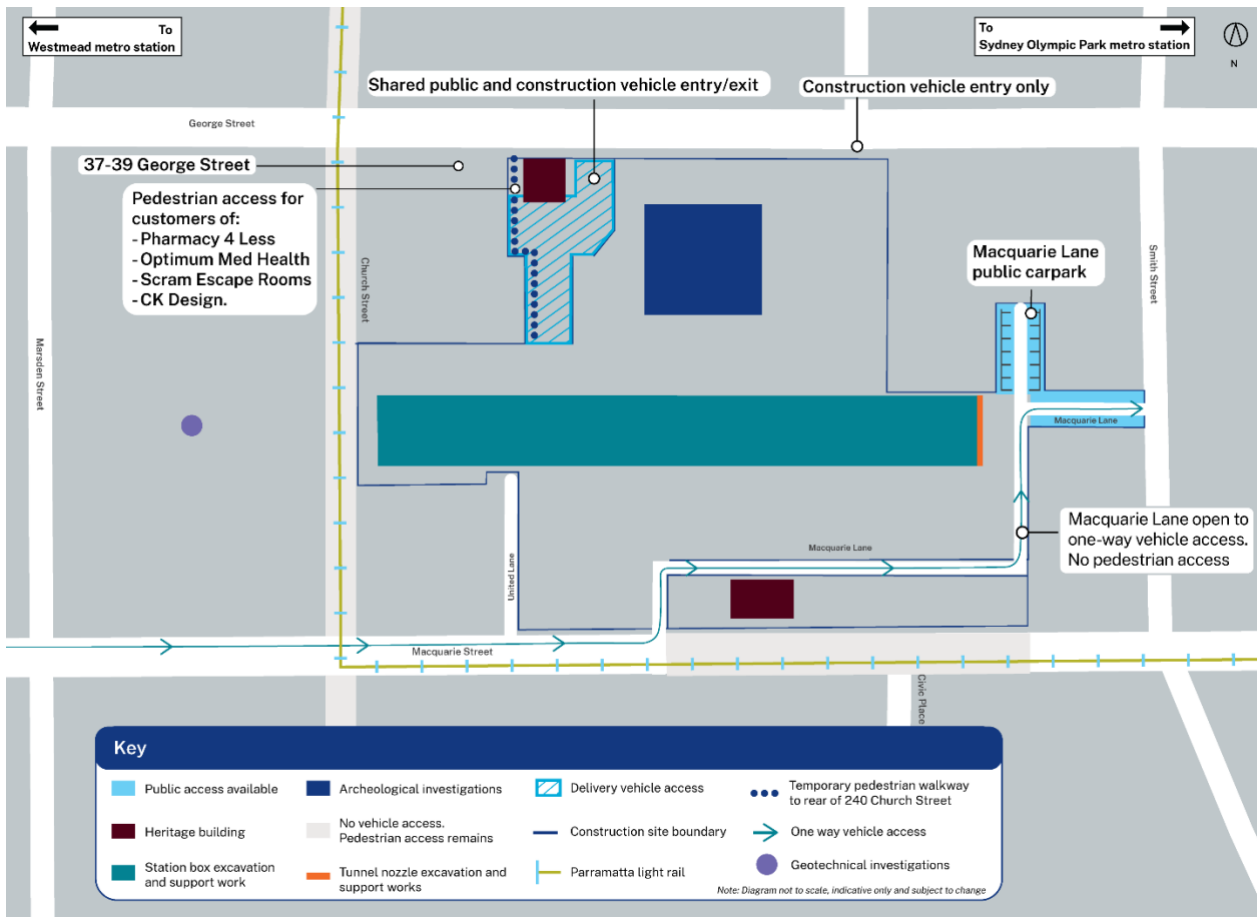 To
Westmead metro station
To
Sydney Olympic Park metro station
N
Shared public and construction vehicle entry/exit
Construction vehicle entry only
George Street
37-39 George Street
Pedestrian access for
customers of:
- Pharmacy 4 Less
- Optimum Med Health
- Scram Escape Rooms
- CK Design.
Church Street
Marsden Street
Smith Street
Macquarie Lane
public carpark
Macquarie Lane
Macquarie Lane open to
one-way vehicle access.
No pedestrian access
Macquarie Lane
United Lane
Macquarie Street
Civic Place
Key
Public access available
Archeological investigations
Delivery vehicle access
Temporary pedestrian walkway
to rear of 240 Church Street
Heritage building
No vehicle access.
Pedestrian access remains
Construction site boundary
One way vehicle access
Station box excavation
and support work
Tunnel nozzle excavation and
support works
Parramatta light rail
Geotechnical investigations
Note: Diagram not to scale, indicative only and subject to change